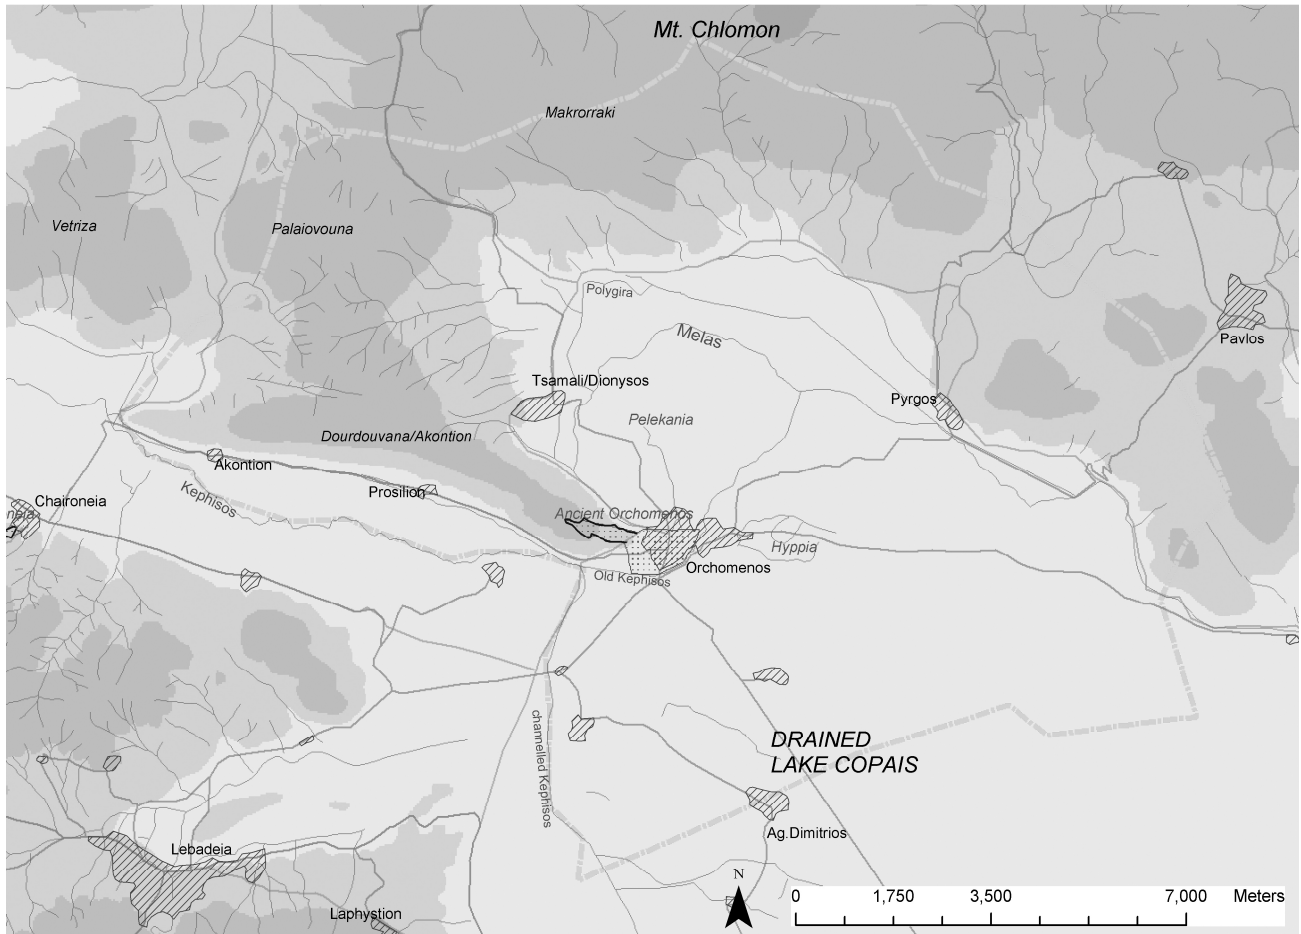 Mt. Chlomon
Makrorraki
Vetriza
Palaiovouna
Polygira
Melas
Pavlos
Tsamali/Dionysos
Pyrgos
Pelekania
Dourdouvana/Akontion
Akontion
Prosilion
Kephisos
Chaironeia
neia
Ancient Orchomenos
Hyppia
Orchomenos
Old Kephisos
channelled Kephisos
DRAINED
LAKE COPAIS
Ag.Dimitrios
Lebadeia
Laphystion
N
0 1,750 3,500 7,000 Meters